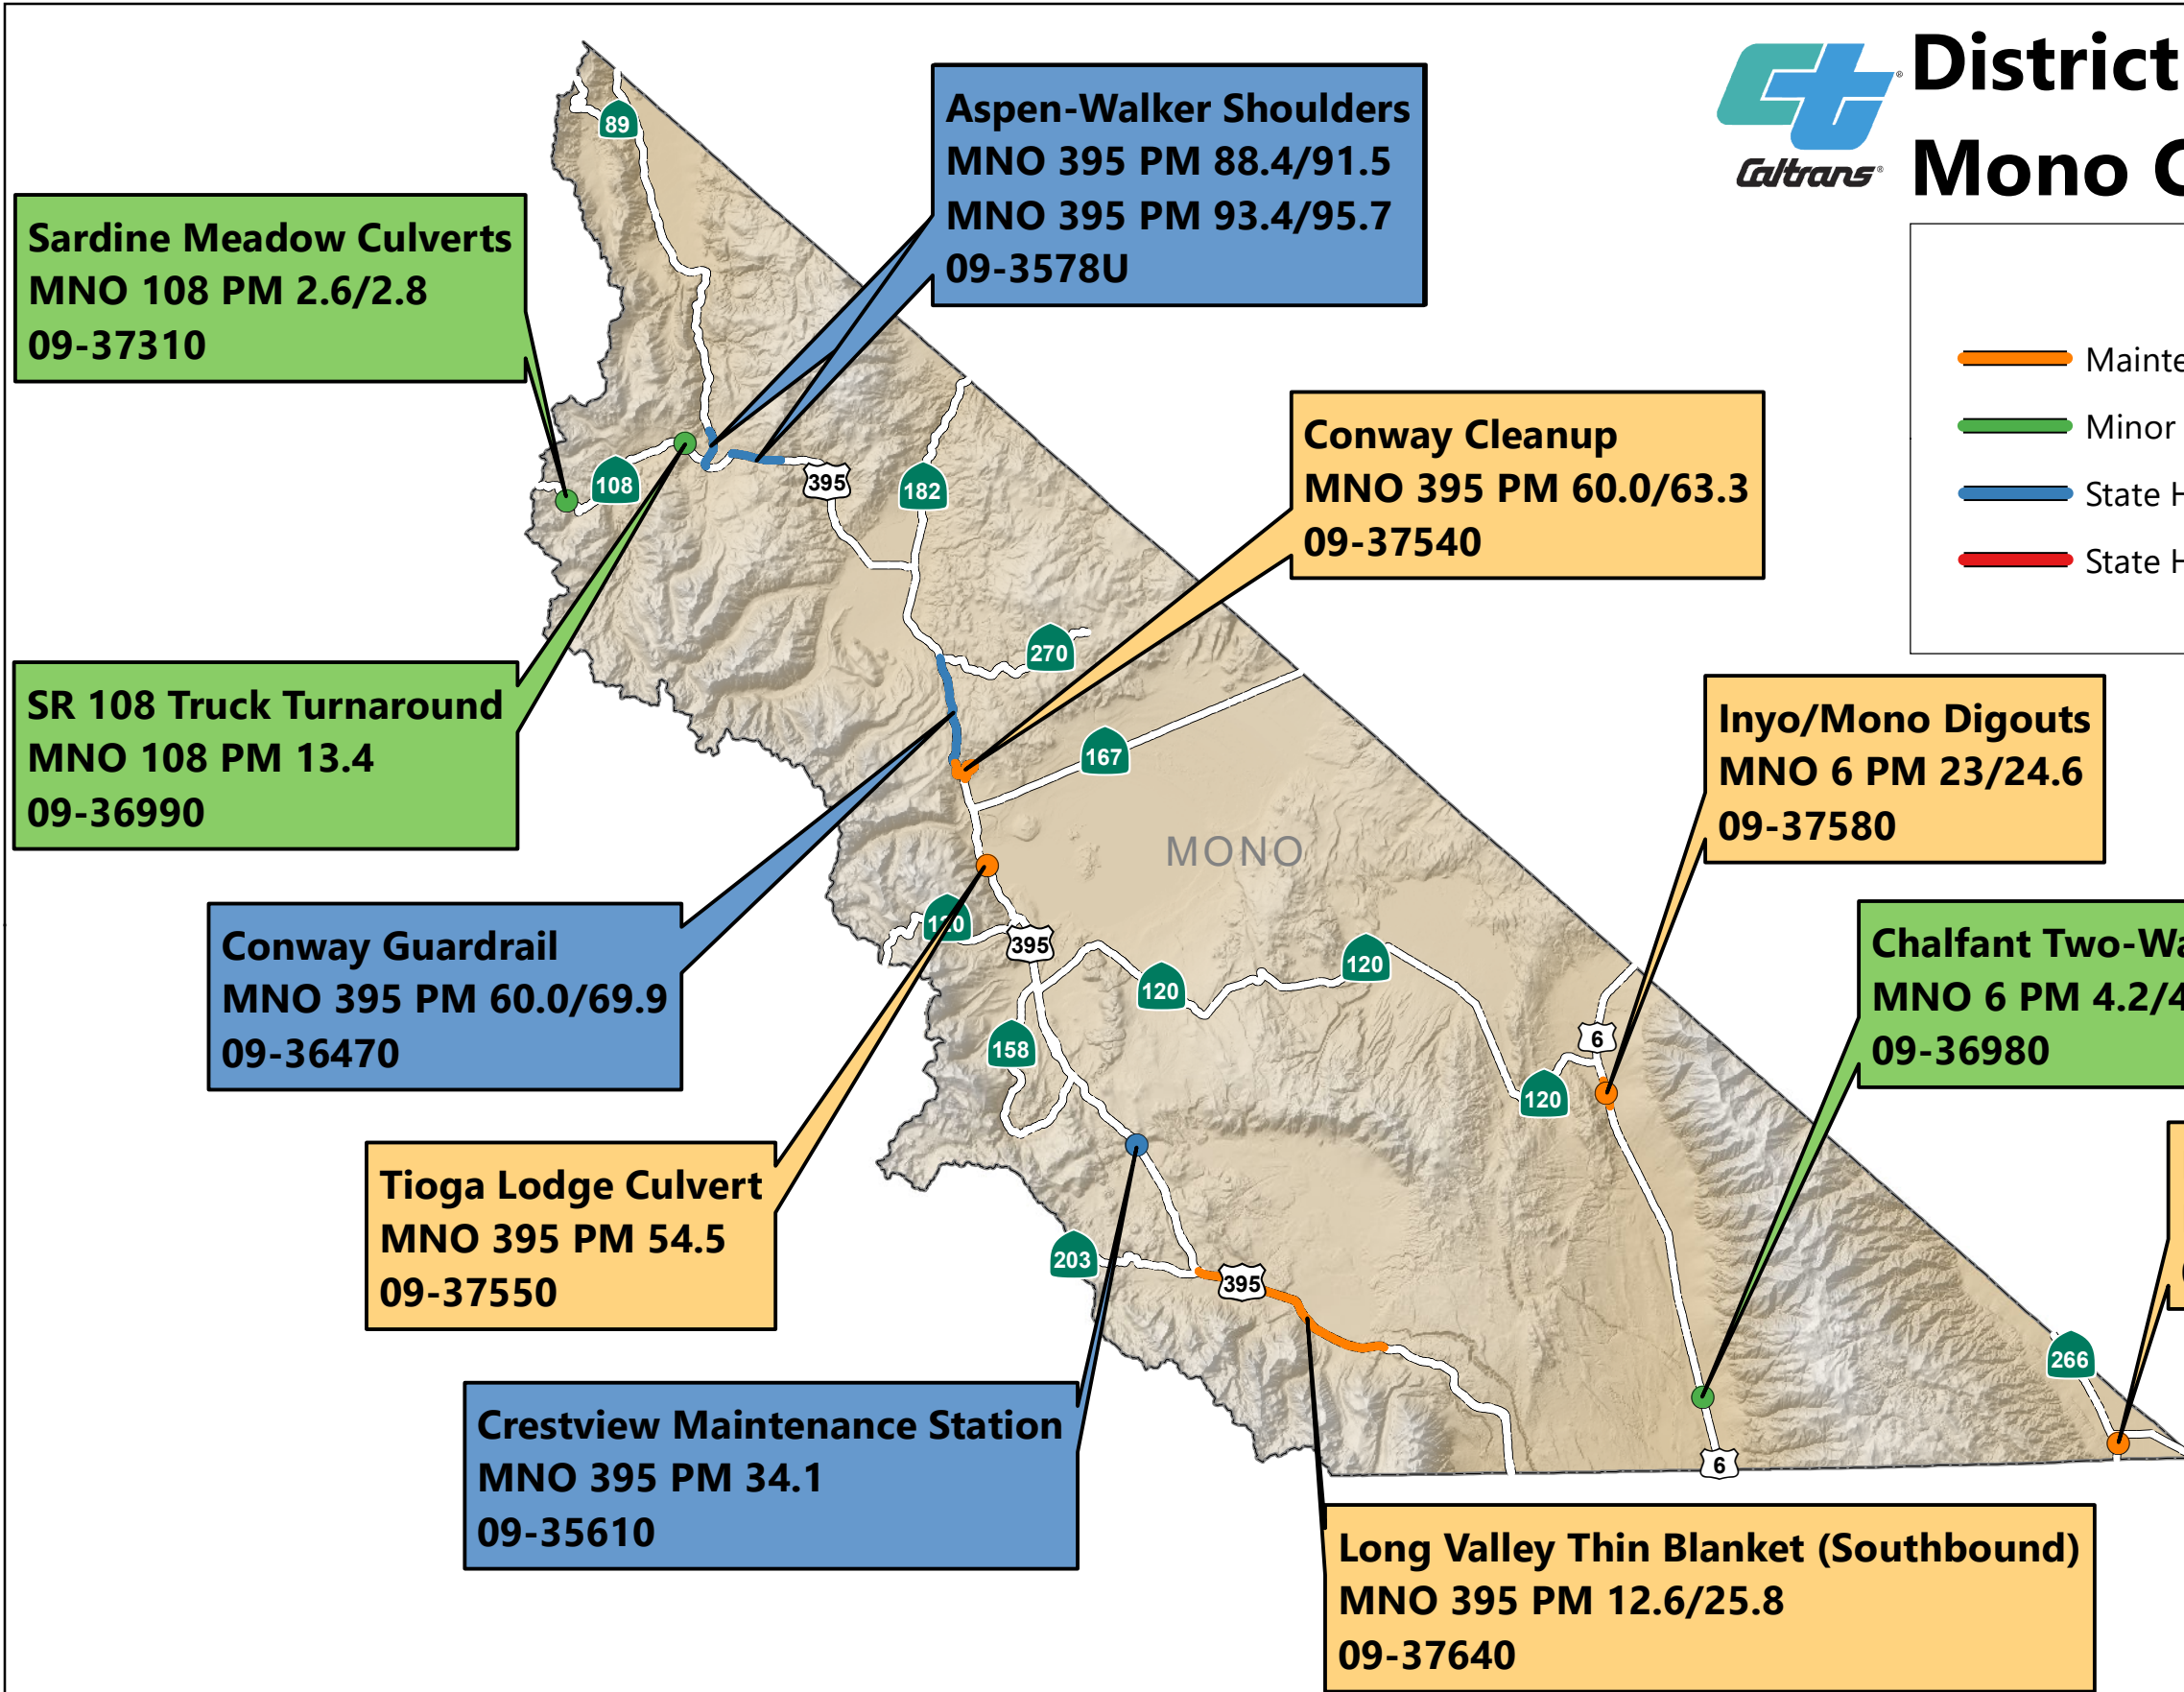 District
Mono C
Caltrans®
Mainte
Minor
State H
State H
Aspen-Walker Shoulders
MNO 395 PM 88.4/91.5
MNO 395 PM 93.4/95.7
09-3578U
Sardine Meadow Culverts
MNO 108 PM 2.6/2.8
09-37310
Conway Cleanup
MNO 395 PM 60.0/63.3
09-37540
SR 108 Truck Turnaround
MNO 108 PM 13.4
09-36990
Inyo/Mono Digouts
MNO 6 PM 23/24.6
09-37580
Conway Guardrail
MNO 395 PM 60.0/69.9
09-36470
Chalfant Two-Wa
MNO 6 PM 4.2/4
09-36980
Tioga Lodge Culvert
MNO 395 PM 54.5
09-37550
Crestview Maintenance Station
MNO 395 PM 34.1
09-35610
Long Valley Thin Blanket (Southbound)
MNO 395 PM 12.6/25.8
09-37640
MONO
89
108
395
182
270
167
120
395
120
120
158
6
120
203
395
266
6